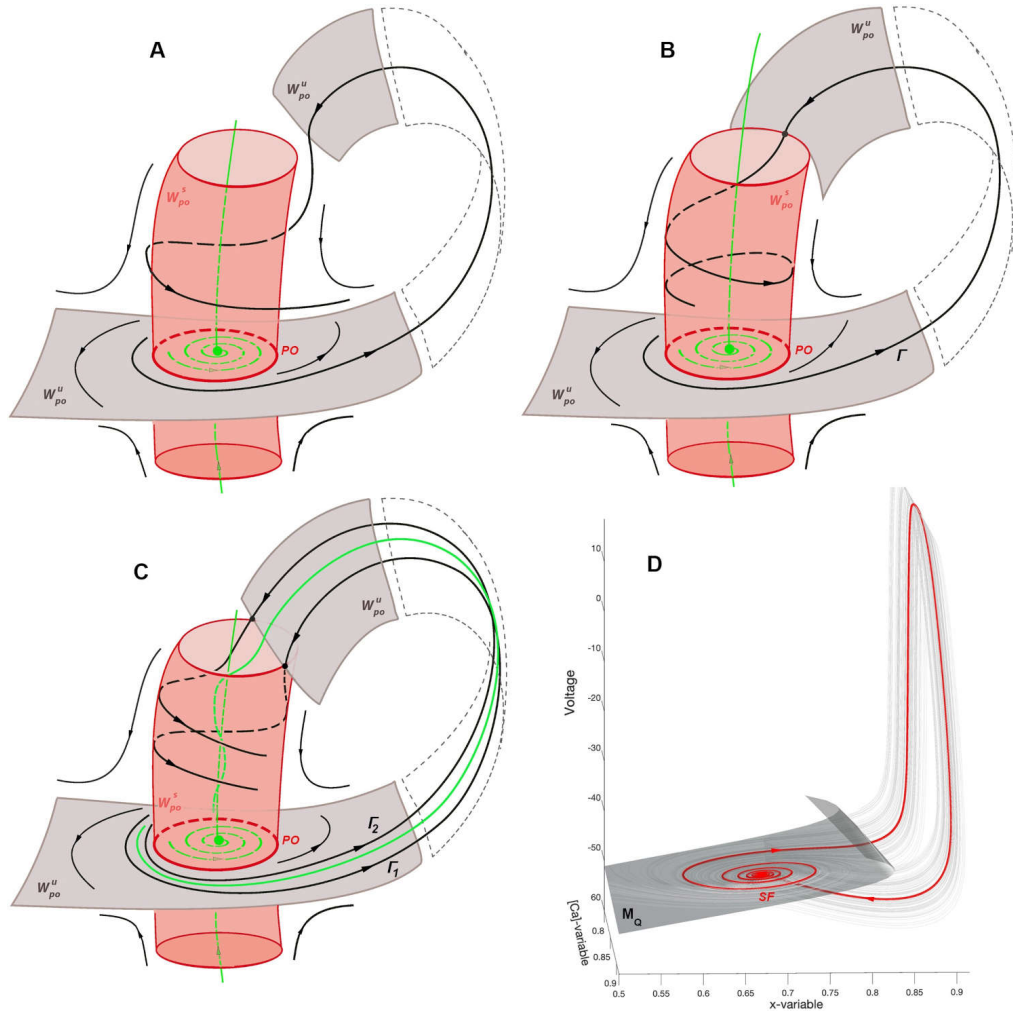 A
W^u_po
W^s_po
PO
W^u_po
B
W^u_po
W^s_po
PO
Γ
W^u_po
C
W^u_po
W^s_po
PO
Γ_2
Γ_1
W^u_po
D
10
0
-10
-20
-30
-40
-50
60
Voltage
[Ca]-variable
0.8
0.85
0.9
M_Q
SF
0.5 0.55 0.6 0.65 0.7 0.75 0.8 0.85 0.9
x-variable